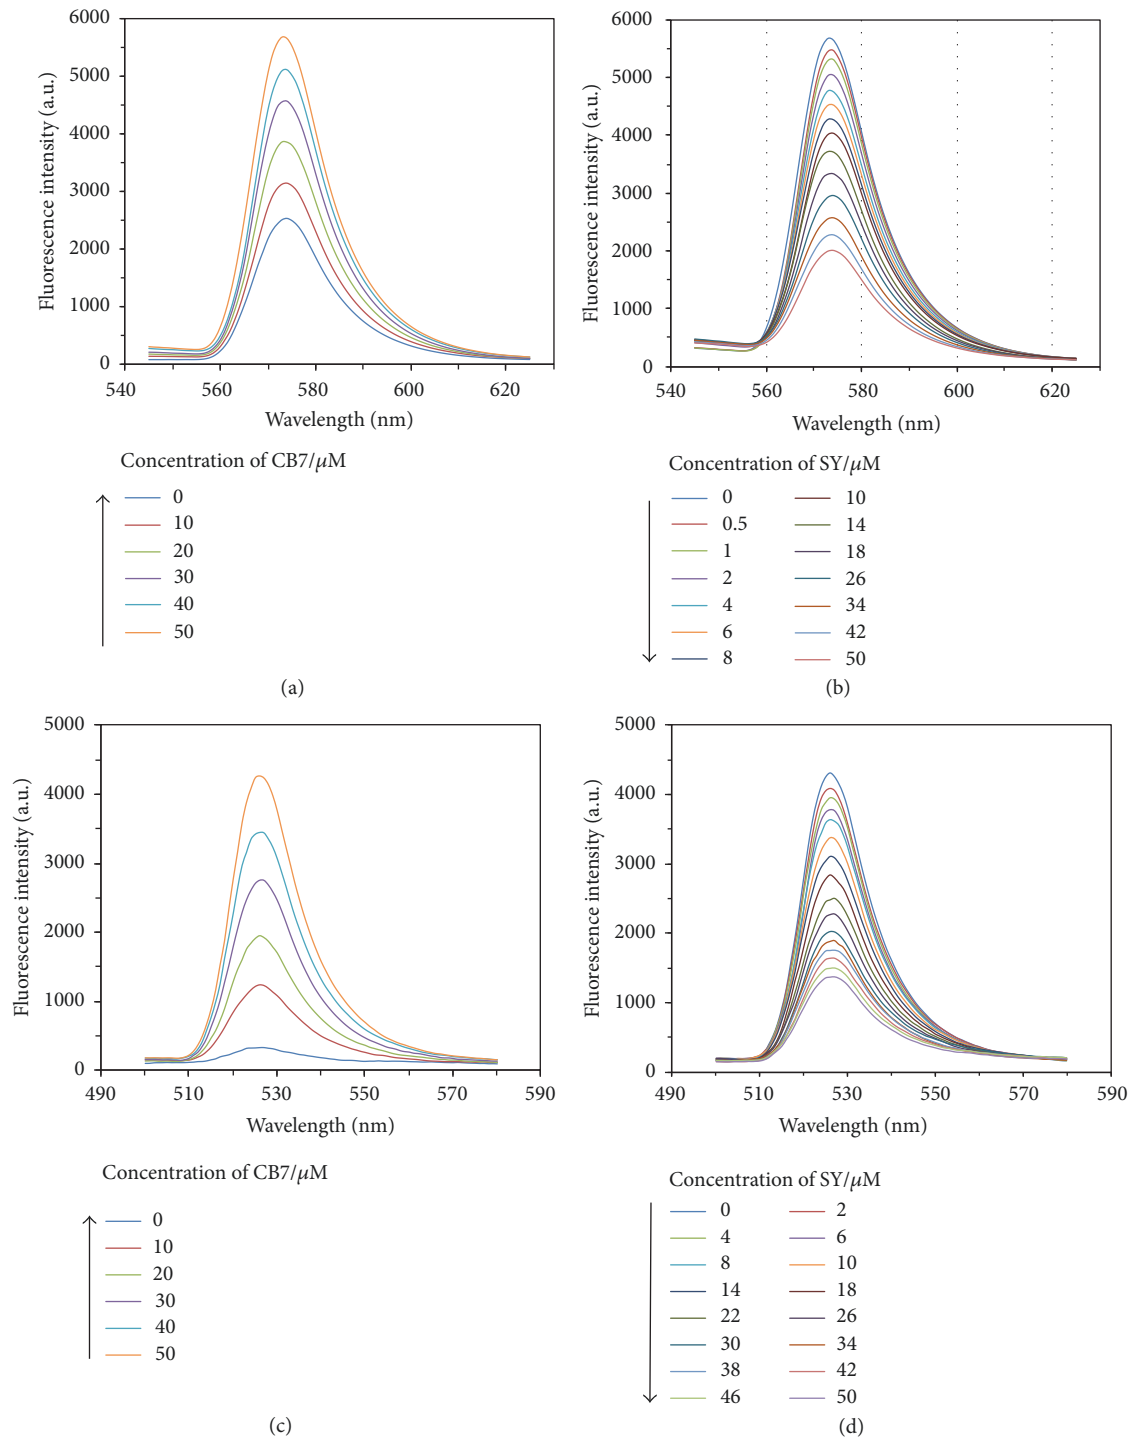 6000
5000
4000
3000
2000
1000
0
Fluorescence intensity (a.u.)
540 560 580 600 620
Wavelength (nm)
Concentration of CB7/μM
0
10
20
30
40
50
(a)
6000
5000
4000
3000
2000
1000
0
Fluorescence intensity (a.u.)
540 560 580 600 620
Wavelength (nm)
Concentration of SY/μM
0 10
0.5 14
1 18
2 26
4 34
6 42
8 50
(b)
5000
4000
3000
2000
1000
0
Fluorescence intensity (a.u.)
490 510 530 550 570 590
Wavelength (nm)
Concentration of CB7/μM
0
10
20
30
40
50
(c)
5000
4000
3000
2000
1000
0
Fluorescence intensity (a.u.)
490 510 530 550 570 590
Wavelength (nm)
Concentration of SY/μM
0 2
4 6
8 10
14 18
22 26
30 34
38 42
46 50
(d)